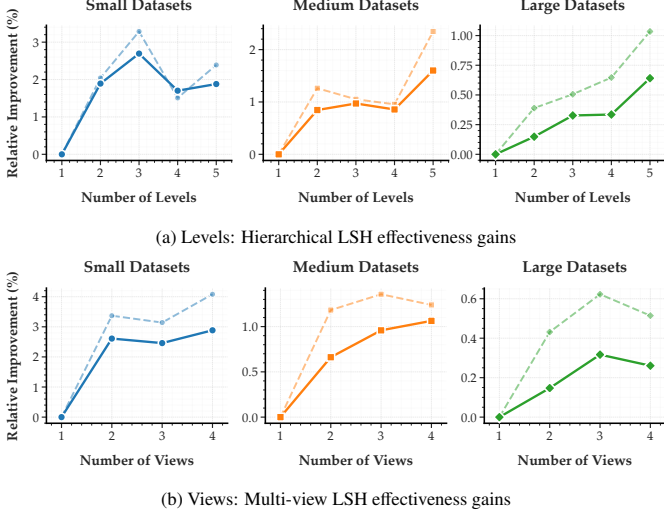 Small Datasets Medium Datasets Large Datasets
Relative Improvement (%)
3
2
1
0
2
1
0
1.00
0.75
0.50
0.25
0.00
1 2 3 4 5 1 2 3 4 5 1 2 3 4 5
Number of Levels Number of Levels Number of Levels
(a) Levels: Hierarchical LSH effectiveness gains
Small Datasets Medium Datasets Large Datasets
Relative Improvement (%)
4
3
2
1
0
1.0
0.5
0.0
0.6
0.4
0.2
0.0
1 2 3 4 1 2 3 4 1 2 3 4
Number of Views Number of Views Number of Views
(b) Views: Multi-view LSH effectiveness gains